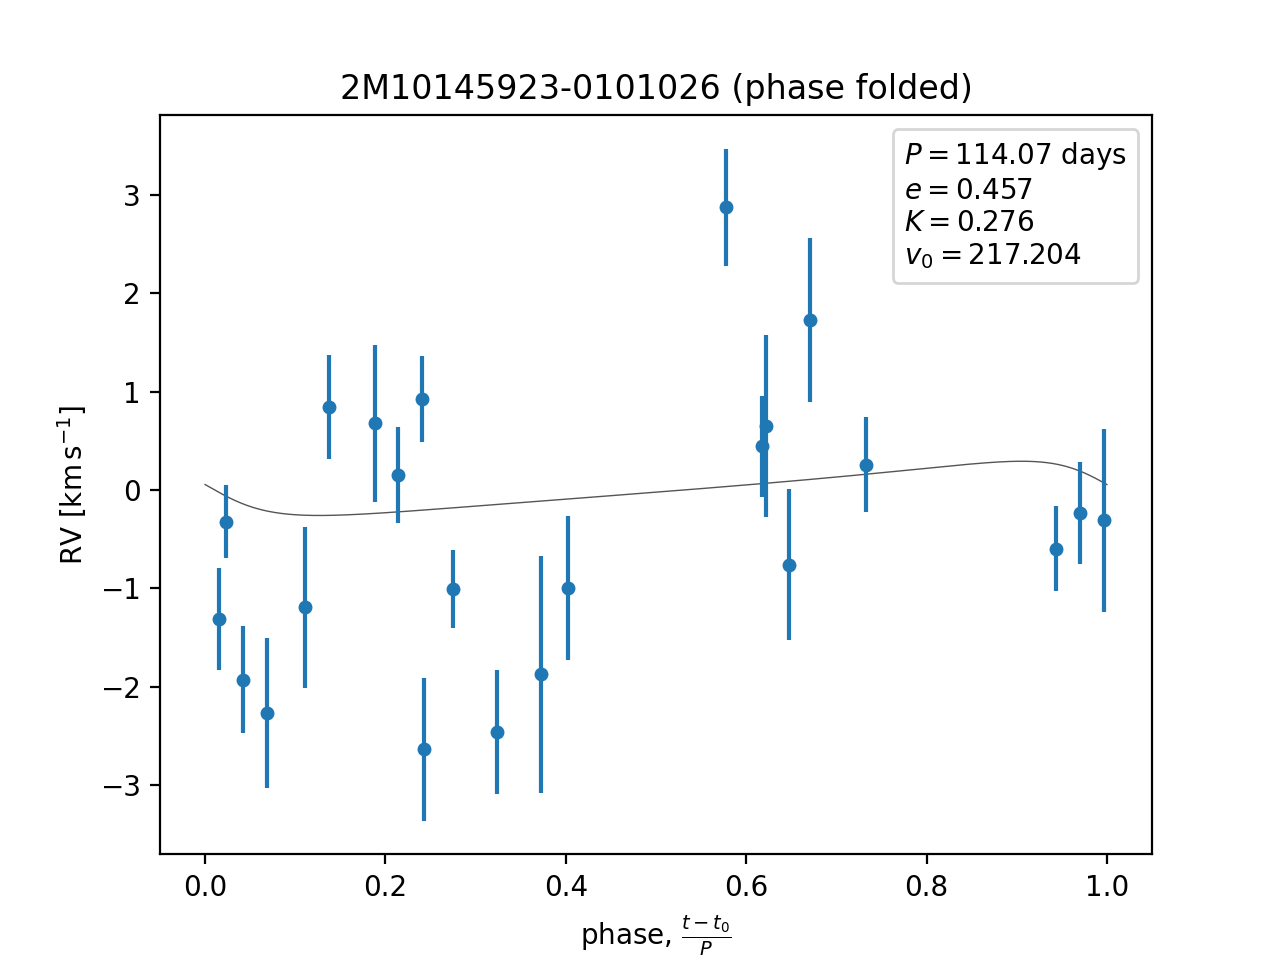 2M10145923-0101026 (phase folded)
P = 114.07 days
e = 0.457
K = 0.276
v₀ = 217.204
RV [km s⁻¹]
3
2
1
0
−1
−2
−3
0.0 0.2 0.4 0.6 0.8 1.0
phase, (t − t₀)/P